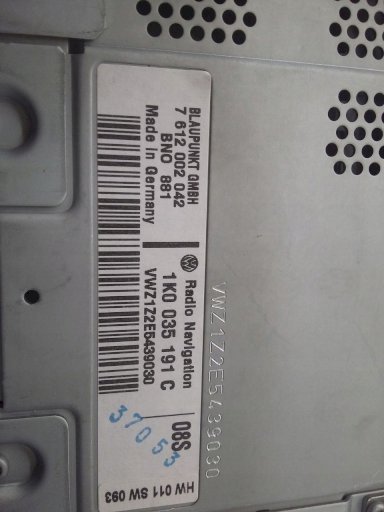 BLAUPUNKT GMBH
7 612 002 042
BNO 881
Made in Germany
Radio Navigation
1K0 035 191 C
VWZ1Z2E5439030
08S
37053
HW 011 SW 093
VWZ1Z2E5439030